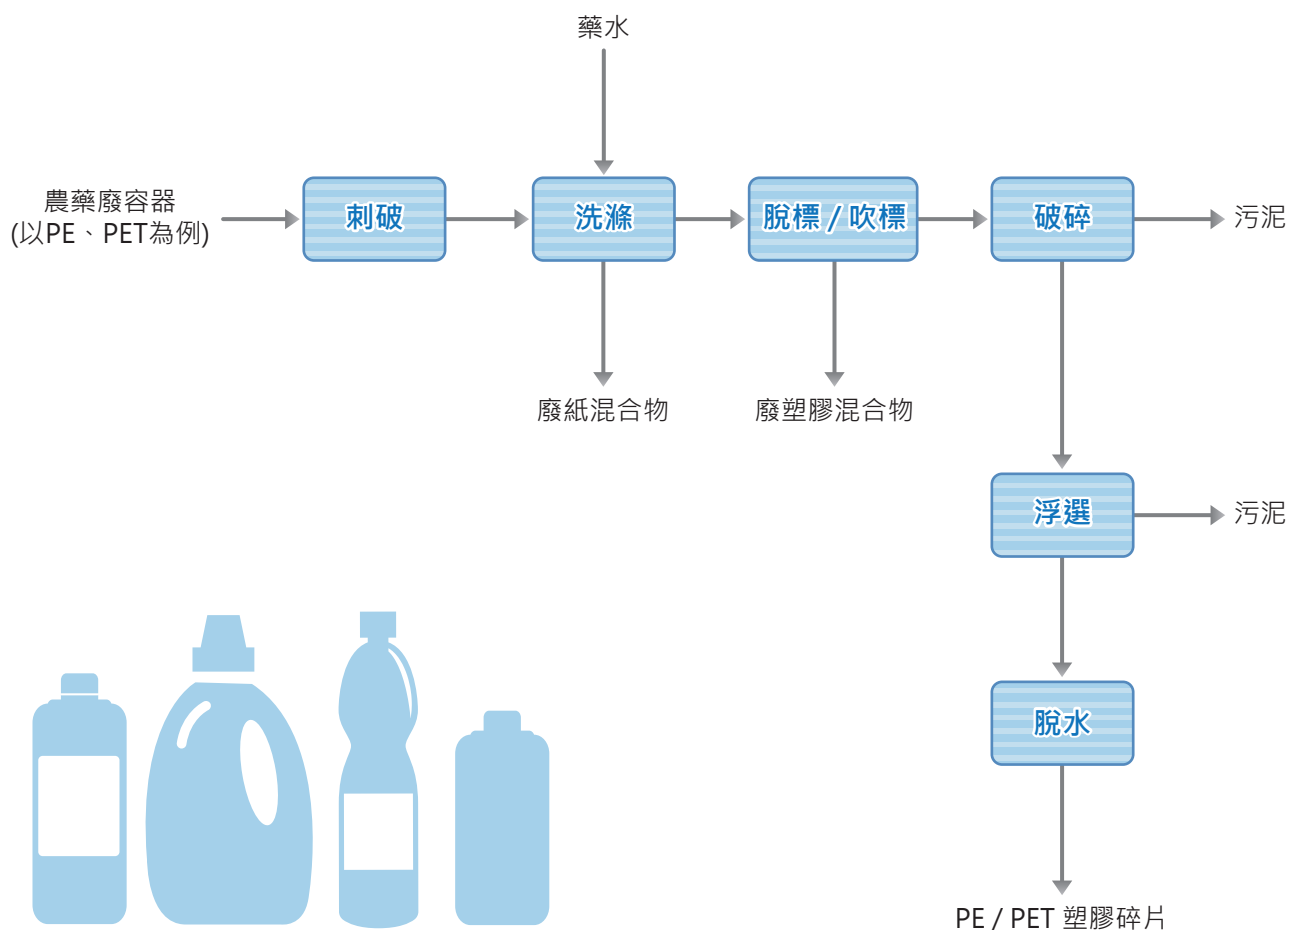 藥水
農藥廢容器
(以PE、PET為例)
刺破
洗滌
脫標 / 吹標
破碎
污泥
廢紙混合物
廢塑膠混合物
浮選
污泥
脫水
PE / PET 塑膠碎片